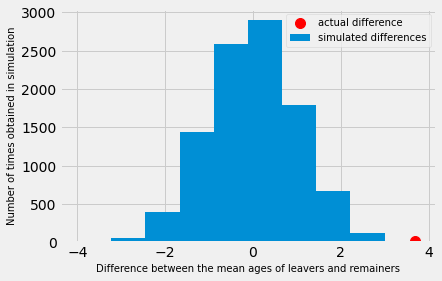 3000
actual difference
simulated differences
2500
2000
1500
1000
500
0
Number of times obtained in simulation
−4 −2 0 2 4
Difference between the mean ages of leavers and remainers